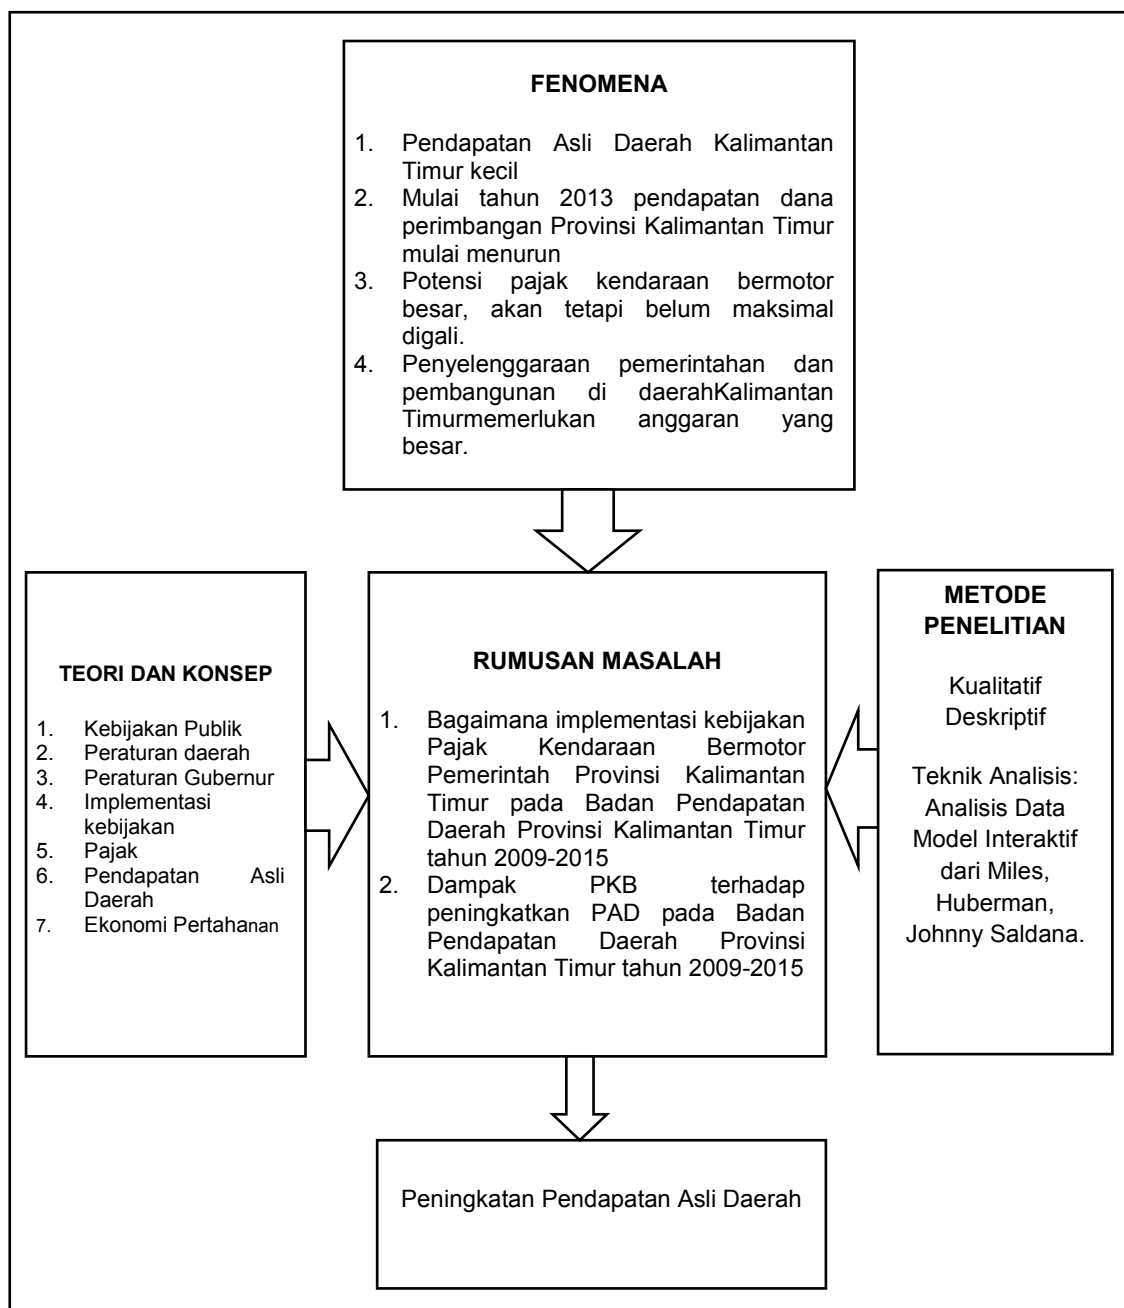 FENOMENA
1. Pendapatan Asli Daerah Kalimantan
Timur kecil
2. Mulai tahun 2013 pendapatan dana
perimbangan Provinsi Kalimantan Timur
mulai menurun
3. Potensi pajak kendaraan bermotor
besar, akan tetapi belum maksimal
digali.
4. Penyelenggaraan pemerintahan dan
pembangunan di daerahKalimantan
Timurmemerlukan anggaran yang
besar.
TEORI DAN KONSEP
1. Kebijakan Publik
2. Peraturan daerah
3. Peraturan Gubernur
4. Implementasi
kebijakan
5. Pajak
6. Pendapatan Asli
Daerah
7. Ekonomi Pertahanan
RUMUSAN MASALAH
1. Bagaimana implementasi kebijakan
Pajak Kendaraan Bermotor
Pemerintah Provinsi Kalimantan
Timur pada Badan Pendapatan
Daerah Provinsi Kalimantan Timur
tahun 2009-2015
2. Dampak PKB terhadap
peningkatkan PAD pada Badan
Pendapatan Daerah Provinsi
Kalimantan Timur tahun 2009-2015
METODE
PENELITIAN
Kualitatif
Deskriptif
Teknik Analisis:
Analisis Data
Model Interaktif
dari Miles,
Huberman,
Johnny Saldana.
Peningkatan Pendapatan Asli Daerah